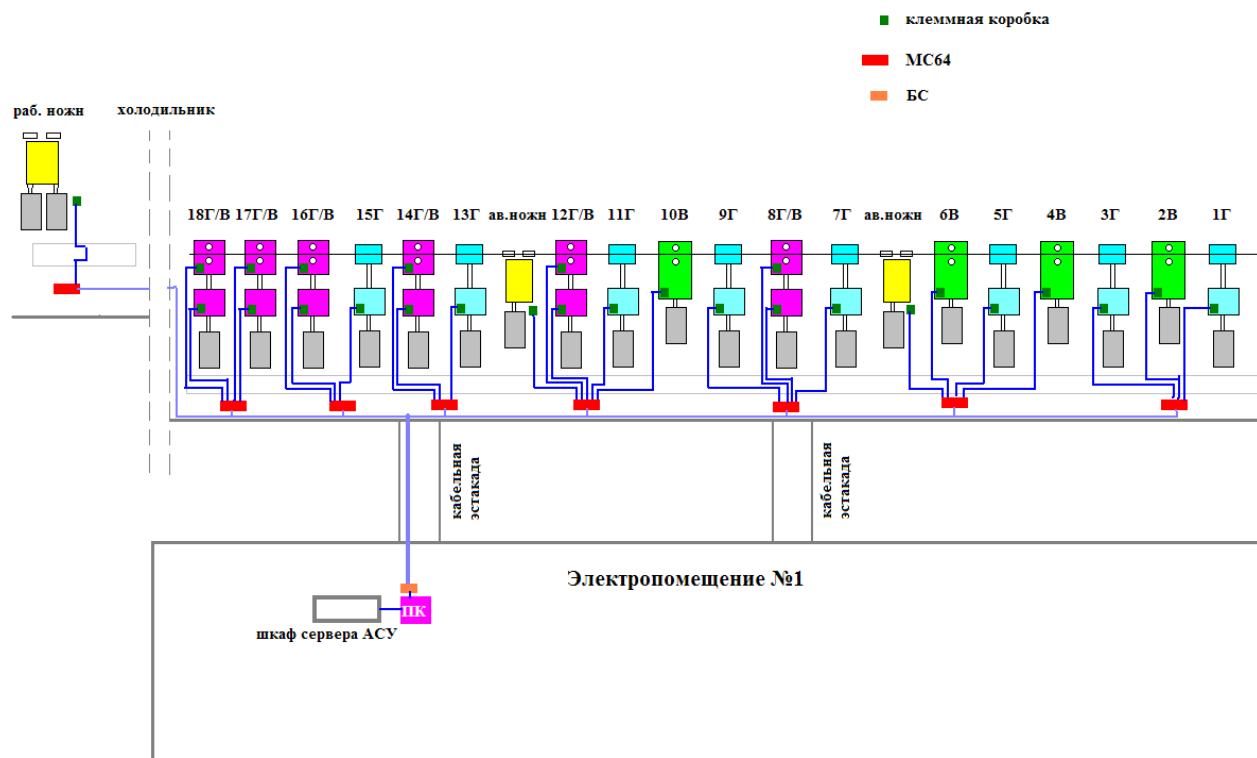 клеммная коробка
МС64
БС
раб. ножн
холодильник
18Г/В 17Г/В 16Г/В 15Г 14Г/В 13Г ав.ножн 12Г/В 11Г 10В 9Г 8Г/В 7Г ав.ножн 6В 5Г 4В 3Г 2В 1Г
кабельная
эстакада
кабельная
эстакада
Электропомещение №1
ПК
шкаф сервера АСУ